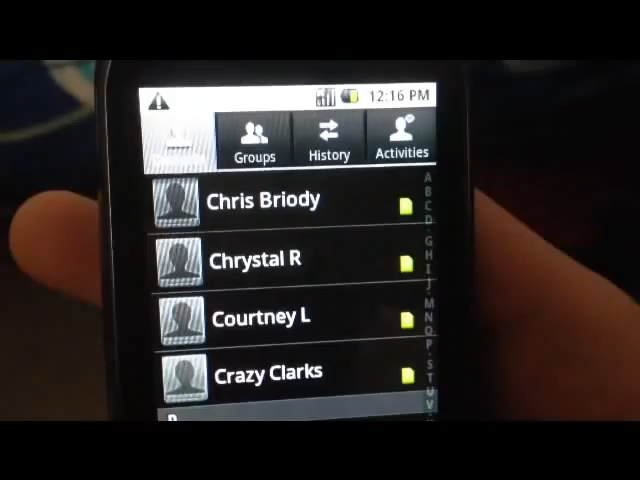 12:16 PM
Groups
History
Activities
Chris Briody
Chrystal R
Courtney L
Crazy Clarks
A
B
C
D
G
H
I
J
M
N
O
P
S
T
U
V